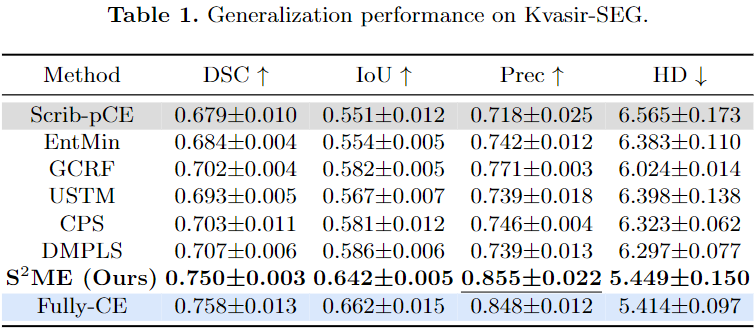 Table 1. Generalization performance on Kvasir-SEG.
Method DSC ↑ IoU ↑ Prec ↑ HD ↓
Scrib-pCE 0.679±0.010 0.551±0.012 0.718±0.025 6.565±0.173
EntMin 0.684±0.004 0.554±0.005 0.742±0.012 6.383±0.110
GCRF 0.702±0.004 0.582±0.005 0.771±0.003 6.024±0.014
USTM 0.693±0.005 0.567±0.007 0.739±0.018 6.398±0.138
CPS 0.703±0.011 0.581±0.012 0.746±0.004 6.323±0.062
DMPLS 0.707±0.006 0.586±0.006 0.739±0.013 6.297±0.077
S²ME (Ours) 0.750±0.003 0.642±0.005 0.855±0.022 5.449±0.150
Fully-CE 0.758±0.013 0.662±0.015 0.848±0.012 5.414±0.097